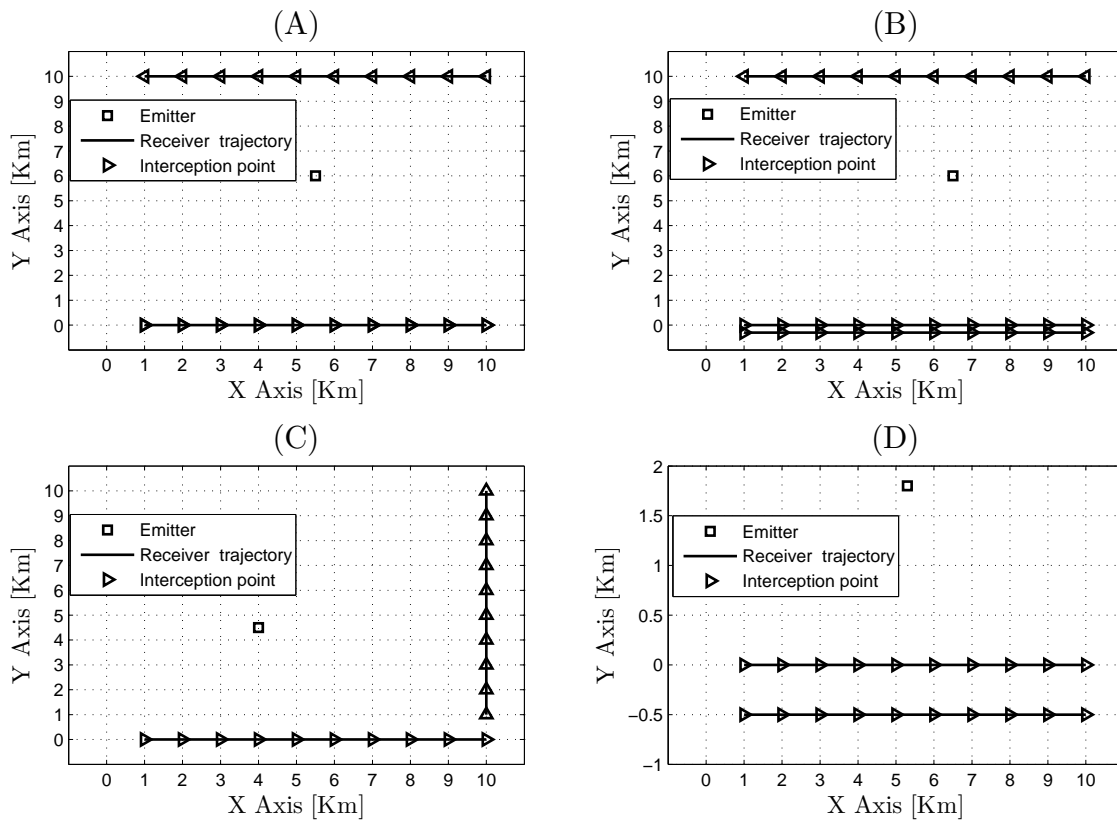 (A)
Y Axis [Km]
10
9
8
7
6
5
4
3
2
1
0
Emitter
Receiver trajectory
Interception point
0 1 2 3 4 5 6 7 8 9 10
X Axis [Km]
(B)
Y Axis [Km]
10
9
8
7
6
5
4
3
2
1
0
Emitter
Receiver trajectory
Interception point
0 1 2 3 4 5 6 7 8 9 10
X Axis [Km]
(C)
Y Axis [Km]
10
9
8
7
6
5
4
3
2
1
0
Emitter
Receiver trajectory
Interception point
0 1 2 3 4 5 6 7 8 9 10
X Axis [Km]
(D)
Y Axis [Km]
2
1.5
1
0.5
0
−0.5
−1
Emitter
Receiver trajectory
Interception point
0 1 2 3 4 5 6 7 8 9 10
X Axis [Km]